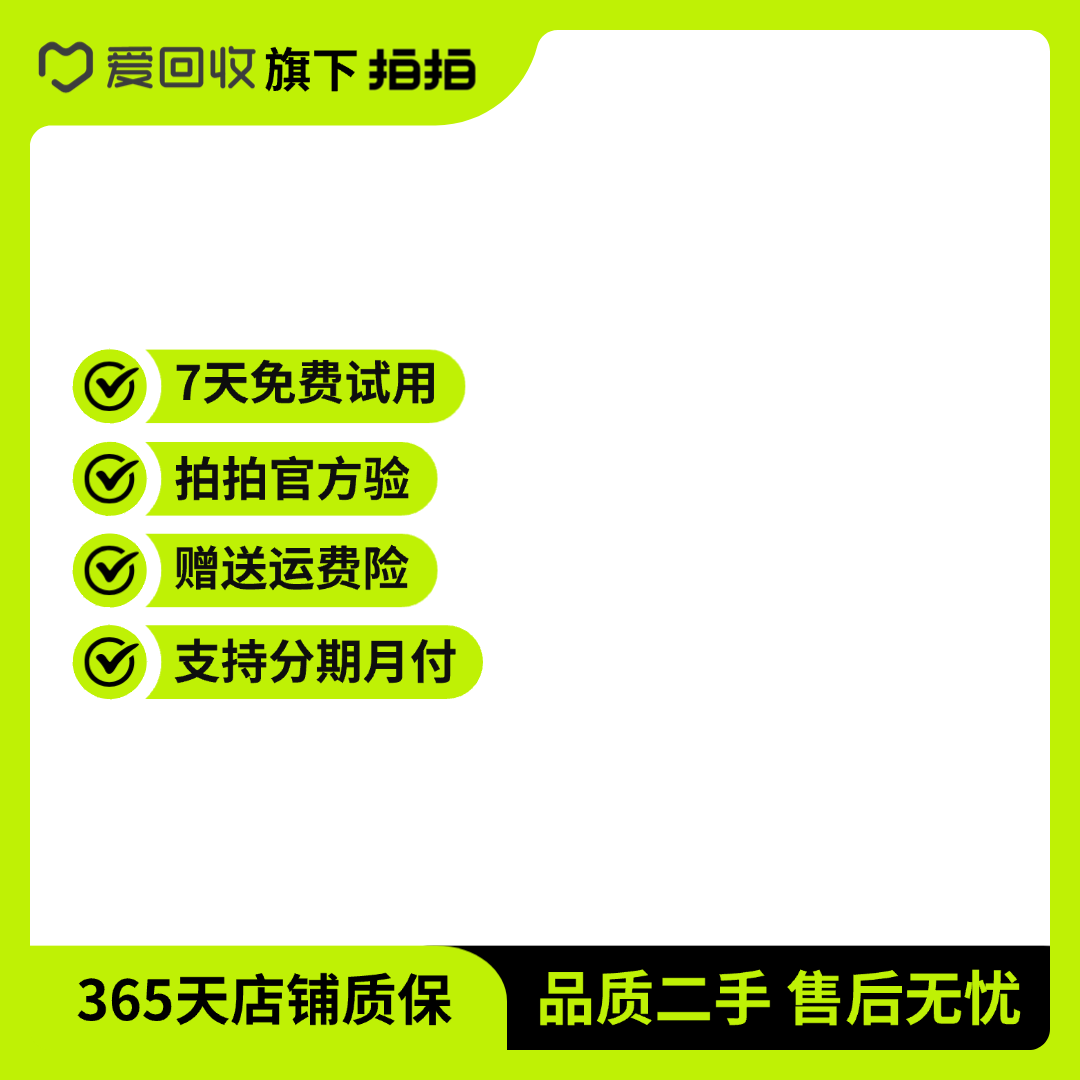 爱回收旗下 拍拍
7天免费试用
拍拍官方验
赠送运费险
支持分期月付
365天店铺质保
品质二手 售后无忧